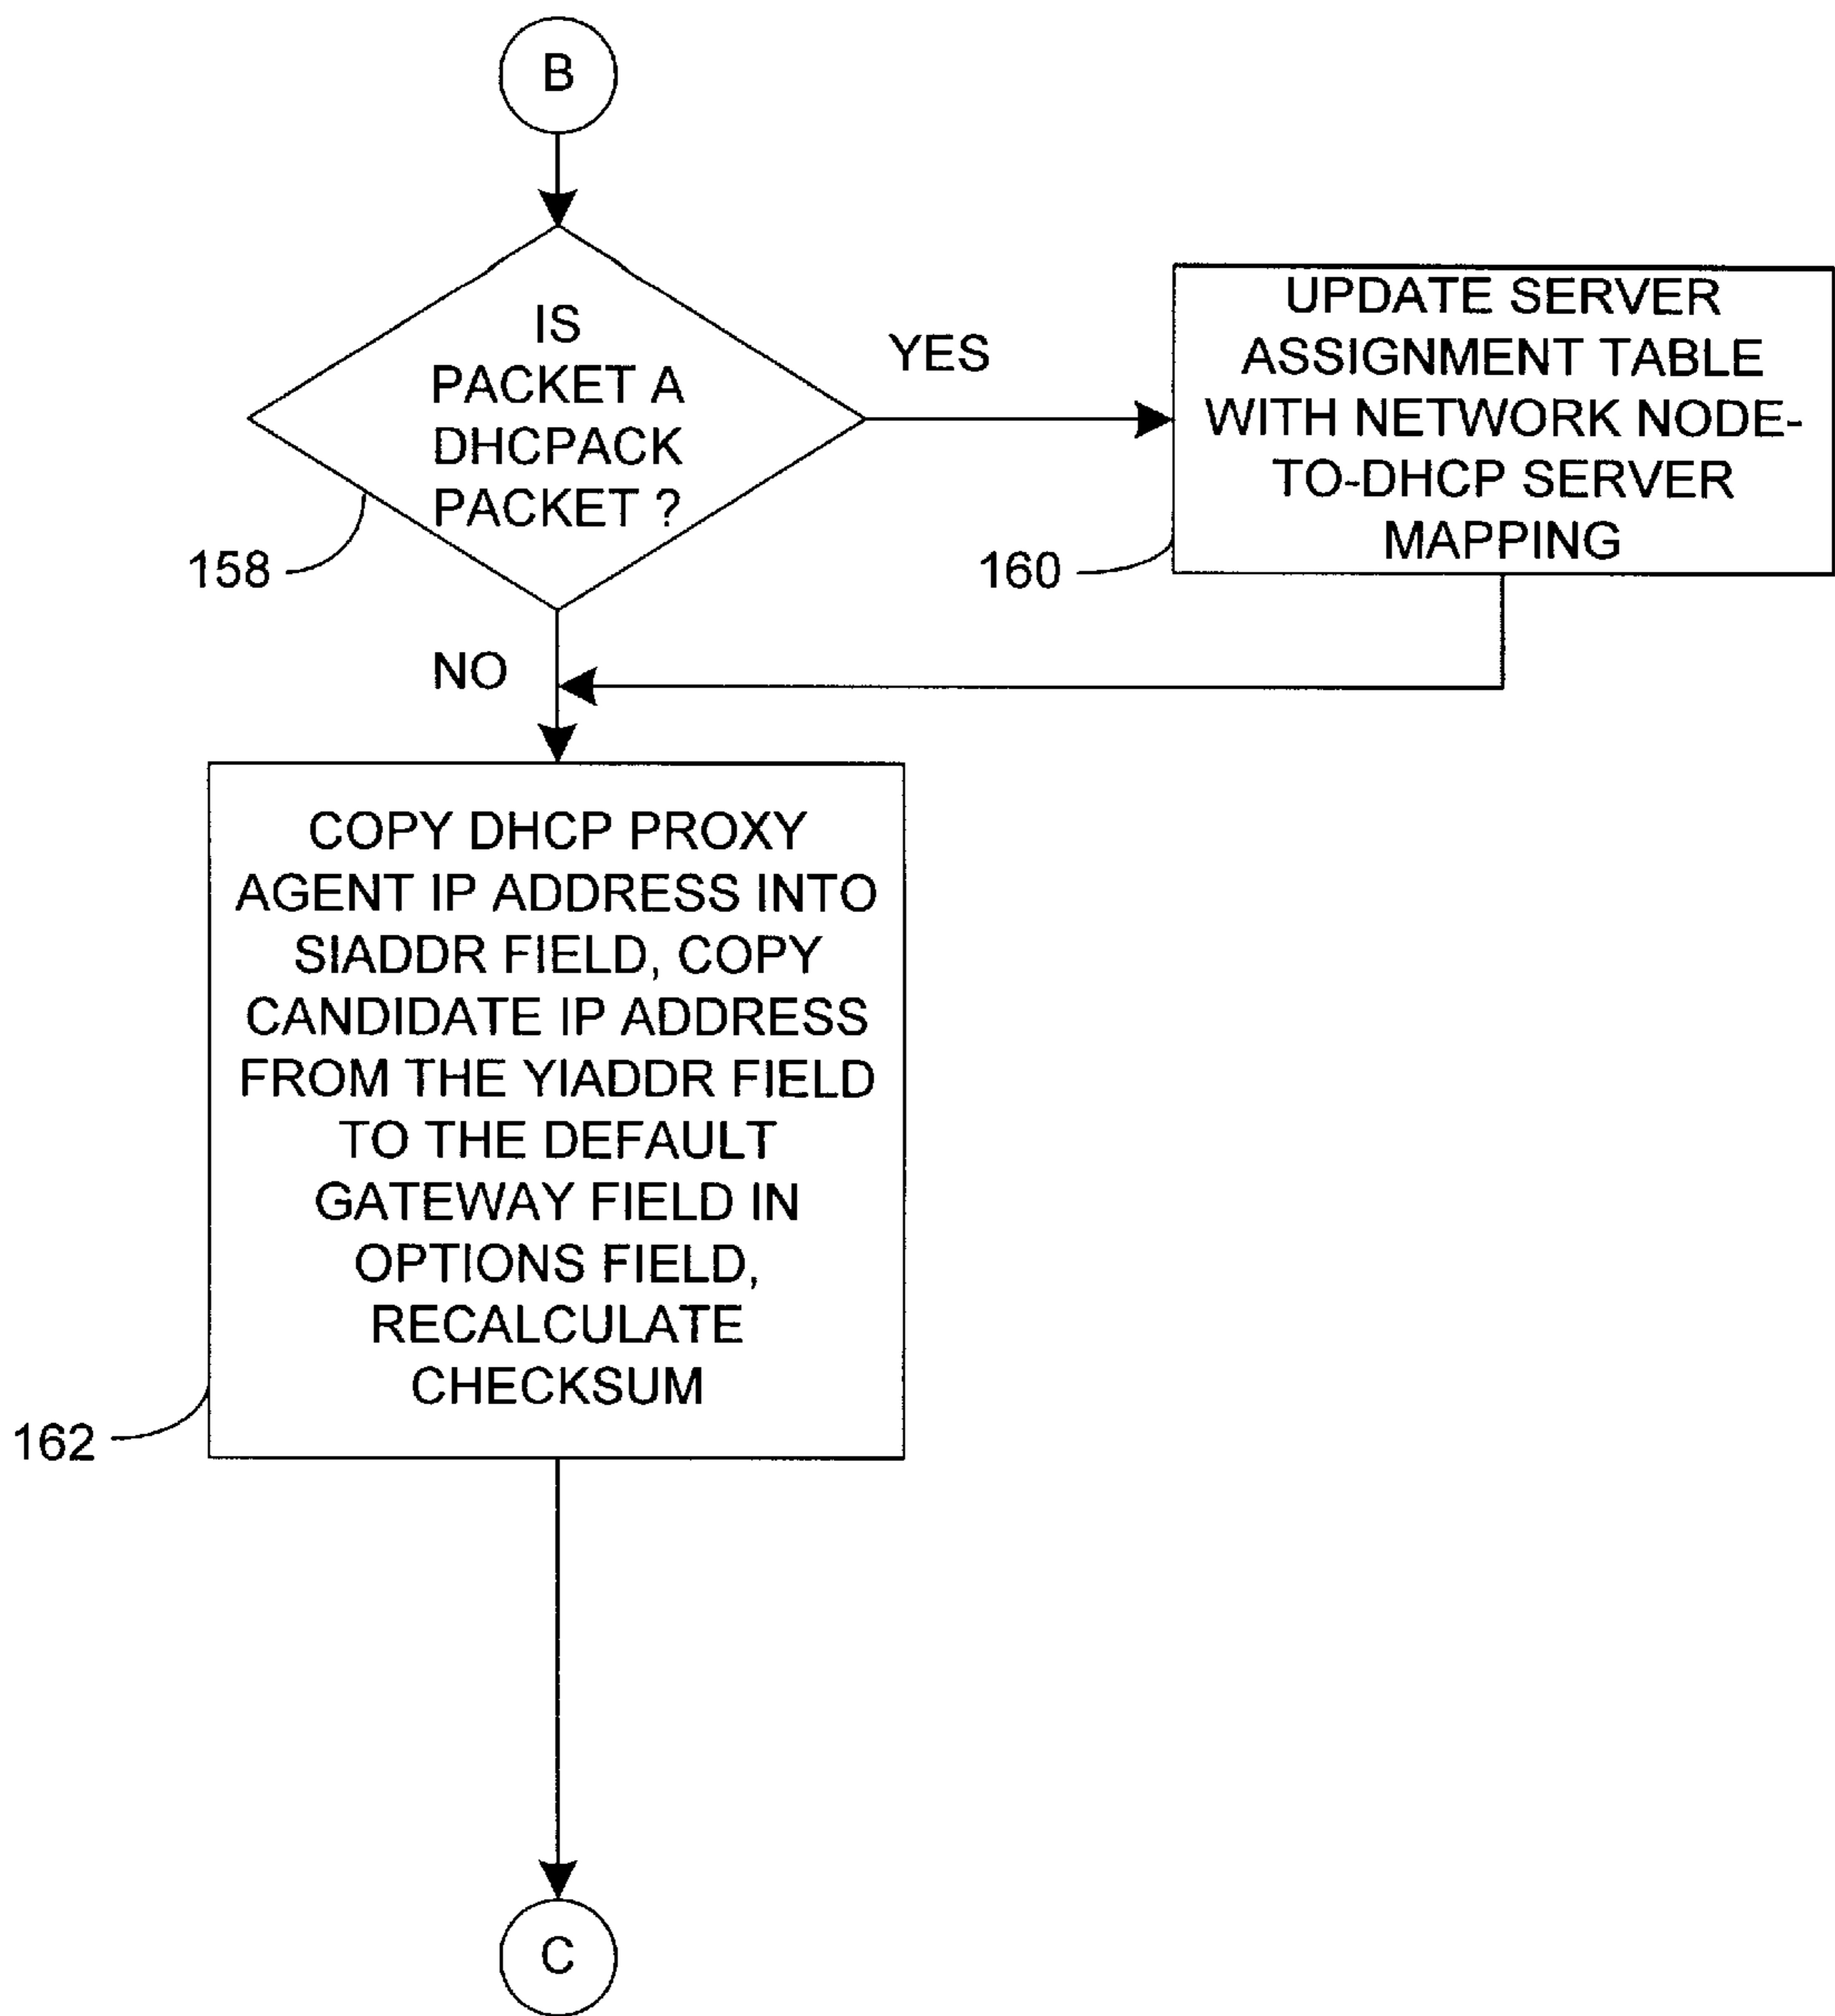 B
IS
PACKET A
DHCPACK
PACKET ?
YES
158
UPDATE SERVER
ASSIGNMENT TABLE
WITH NETWORK NODE-
TO-DHCP SERVER
MAPPING
160
NO
COPY DHCP PROXY
AGENT IP ADDRESS INTO
SIADDR FIELD, COPY
CANDIDATE IP ADDRESS
FROM THE YIADDR FIELD
TO THE DEFAULT
GATEWAY FIELD IN
OPTIONS FIELD,
RECALCULATE
CHECKSUM
162
C